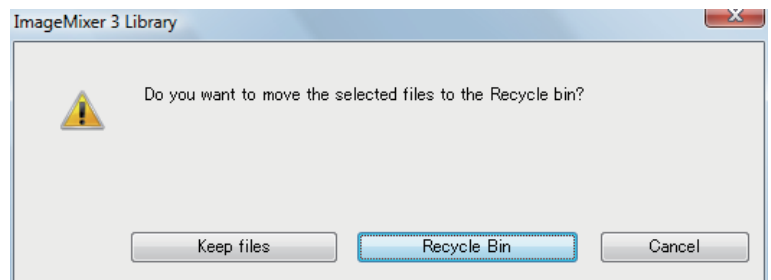 ImageMixer 3 Library
Do you want to move the selected files to the Recycle bin?
Keep files
Recycle Bin
Cancel